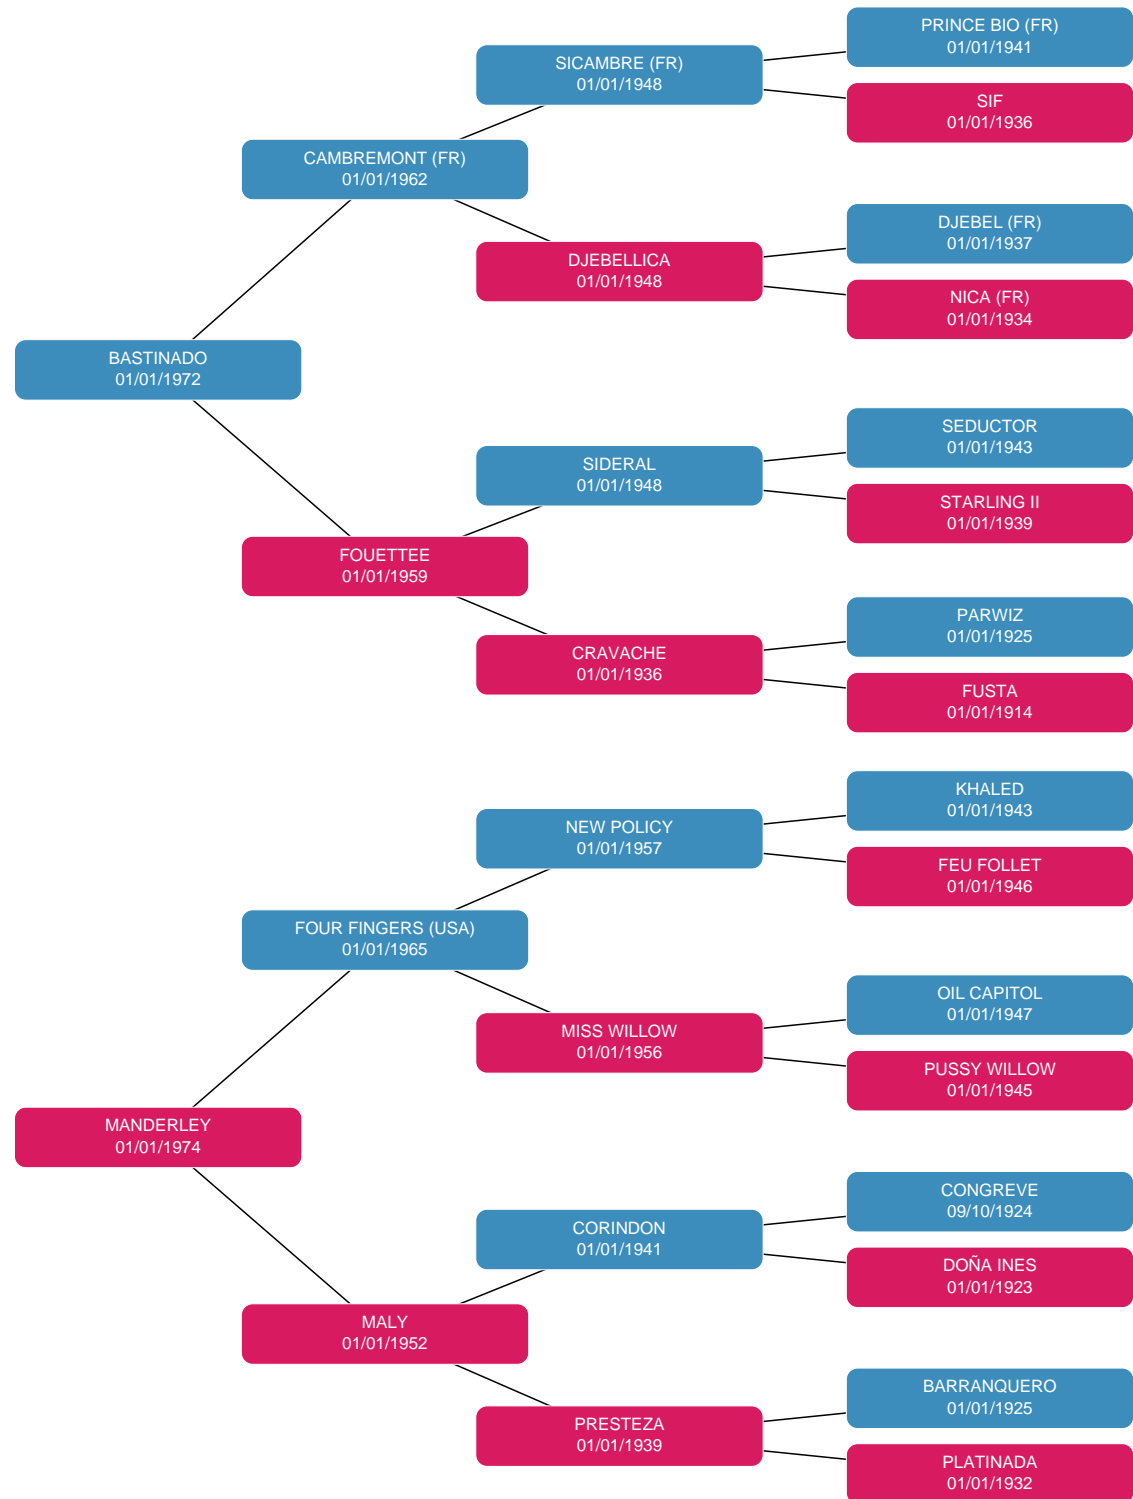 PRINCE BIO (FR)
01/01/1941
SICAMBRE (FR)
01/01/1948
SIF
01/01/1936
CAMBREMONT (FR)
01/01/1962
DJEBEL (FR)
01/01/1937
DJEBELLICA
01/01/1948
NICA (FR)
01/01/1934
BASTINADO
01/01/1972
SEDUCTOR
01/01/1943
SIDERAL
01/01/1948
STARLING II
01/01/1939
FOUETTEE
01/01/1959
PARWIZ
01/01/1925
CRAVACHE
01/01/1936
FUSTA
01/01/1914
KHALED
01/01/1943
NEW POLICY
01/01/1957
FEU FOLLET
01/01/1946
FOUR FINGERS (USA)
01/01/1965
OIL CAPITOL
01/01/1947
MISS WILLOW
01/01/1956
PUSSY WILLOW
01/01/1945
MANDERLEY
01/01/1974
CONGREVE
09/10/1924
CORINDON
01/01/1941
DOÑA INES
01/01/1923
MALY
01/01/1952
BARRANQUERO
01/01/1925
PRESTEZA
01/01/1939
PLATINADA
01/01/1932